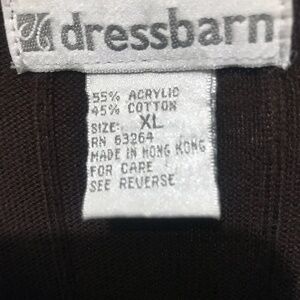 dressbarn
55% ACRYLIC
45% COTTON
SIZE: XL
RN 63264
MADE IN HONG KONG
FOR CARE
SEE REVERSE